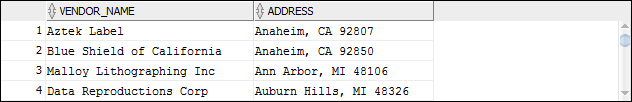 VENDOR_NAME ADDRESS
1 Aztek Label Anaheim, CA 92807
2 Blue Shield of California Anaheim, CA 92850
3 Malloy Lithographing Inc Ann Arbor, MI 48106
4 Data Reproductions Corp Auburn Hills, MI 48326